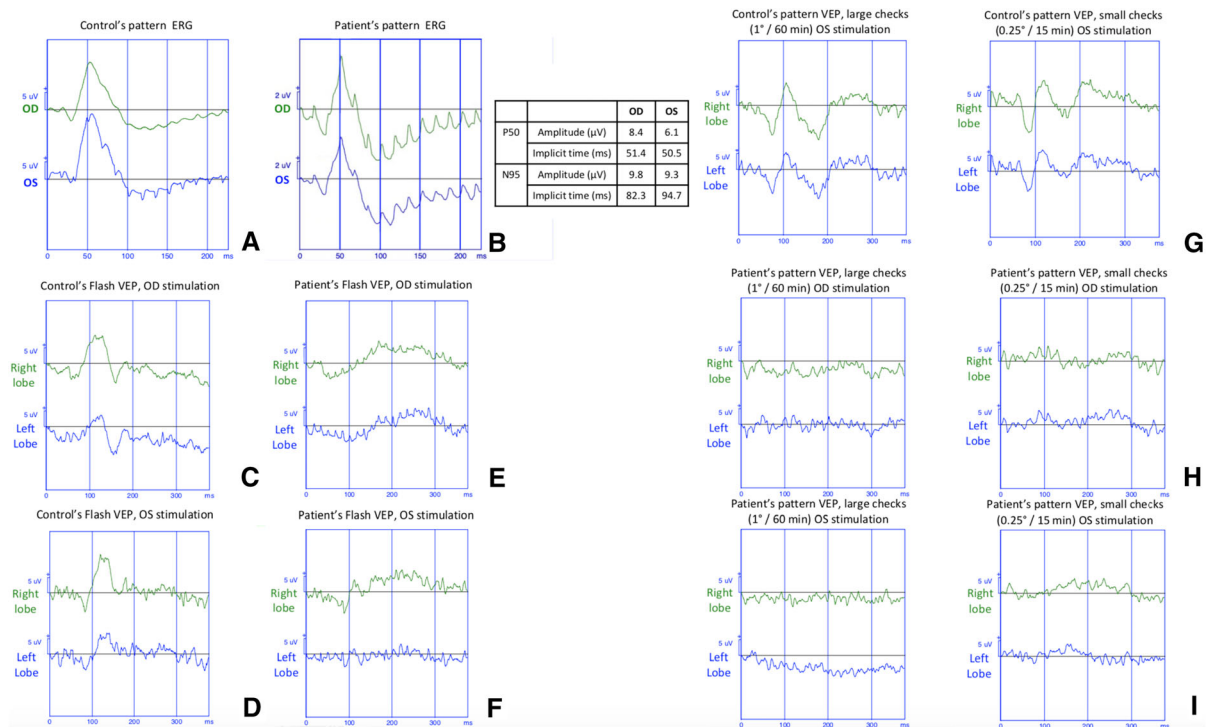 Control's pattern ERG
5 uV
OD
5 uV
OS
0 50 100 150 200 ms
A
Patient's pattern ERG
2 uV
OD
2 uV
OS
0 50 100 150 200 ms
B
OD OS
P50 Amplitude (µV) 8.4 6.1
Implicit time (ms) 51.4 50.5
N95 Amplitude (µV) 9.8 9.3
Implicit time (ms) 82.3 94.7
Control's Flash VEP, OD stimulation
5 uV
Right
lobe
5 uV
Left
Lobe
0 100 200 300 ms
C
Patient's Flash VEP, OD stimulation
5 uV
Right
lobe
5 uV
Left
Lobe
0 100 200 300 ms
E
Control's Flash VEP, OS stimulation
5 uV
Right
lobe
5 uV
Left
Lobe
0 100 200 300 ms
D
Patient's Flash VEP, OS stimulation
5 uV
Right
lobe
5 uV
Left
Lobe
0 100 200 300 ms
F
Control's pattern VEP, large checks
(1° / 60 min) OS stimulation
5 uV
Right
lobe
5 uV
Left
Lobe
0 100 200 300 ms
Control's pattern VEP, small checks
(0.25° / 15 min) OS stimulation
5 uV
Right
lobe
5 uV
Left
Lobe
0 100 200 300 ms
G
Patient's pattern VEP, large checks
(1° / 60 min) OD stimulation
5 uV
Right
lobe
5 uV
Left
Lobe
0 100 200 300 ms
Patient's pattern VEP, small checks
(0.25° / 15 min) OD stimulation
5 uV
Right
lobe
5 uV
Left
Lobe
0 100 200 300 ms
H
Patient's pattern VEP, large checks
(1° / 60 min) OS stimulation
5 uV
Right
lobe
5 uV
Left
Lobe
0 100 200 300 ms
Patient's pattern VEP, small checks
(0.25° / 15 min) OS stimulation
5 uV
Right
lobe
5 uV
Left
Lobe
0 100 200 300 ms
I